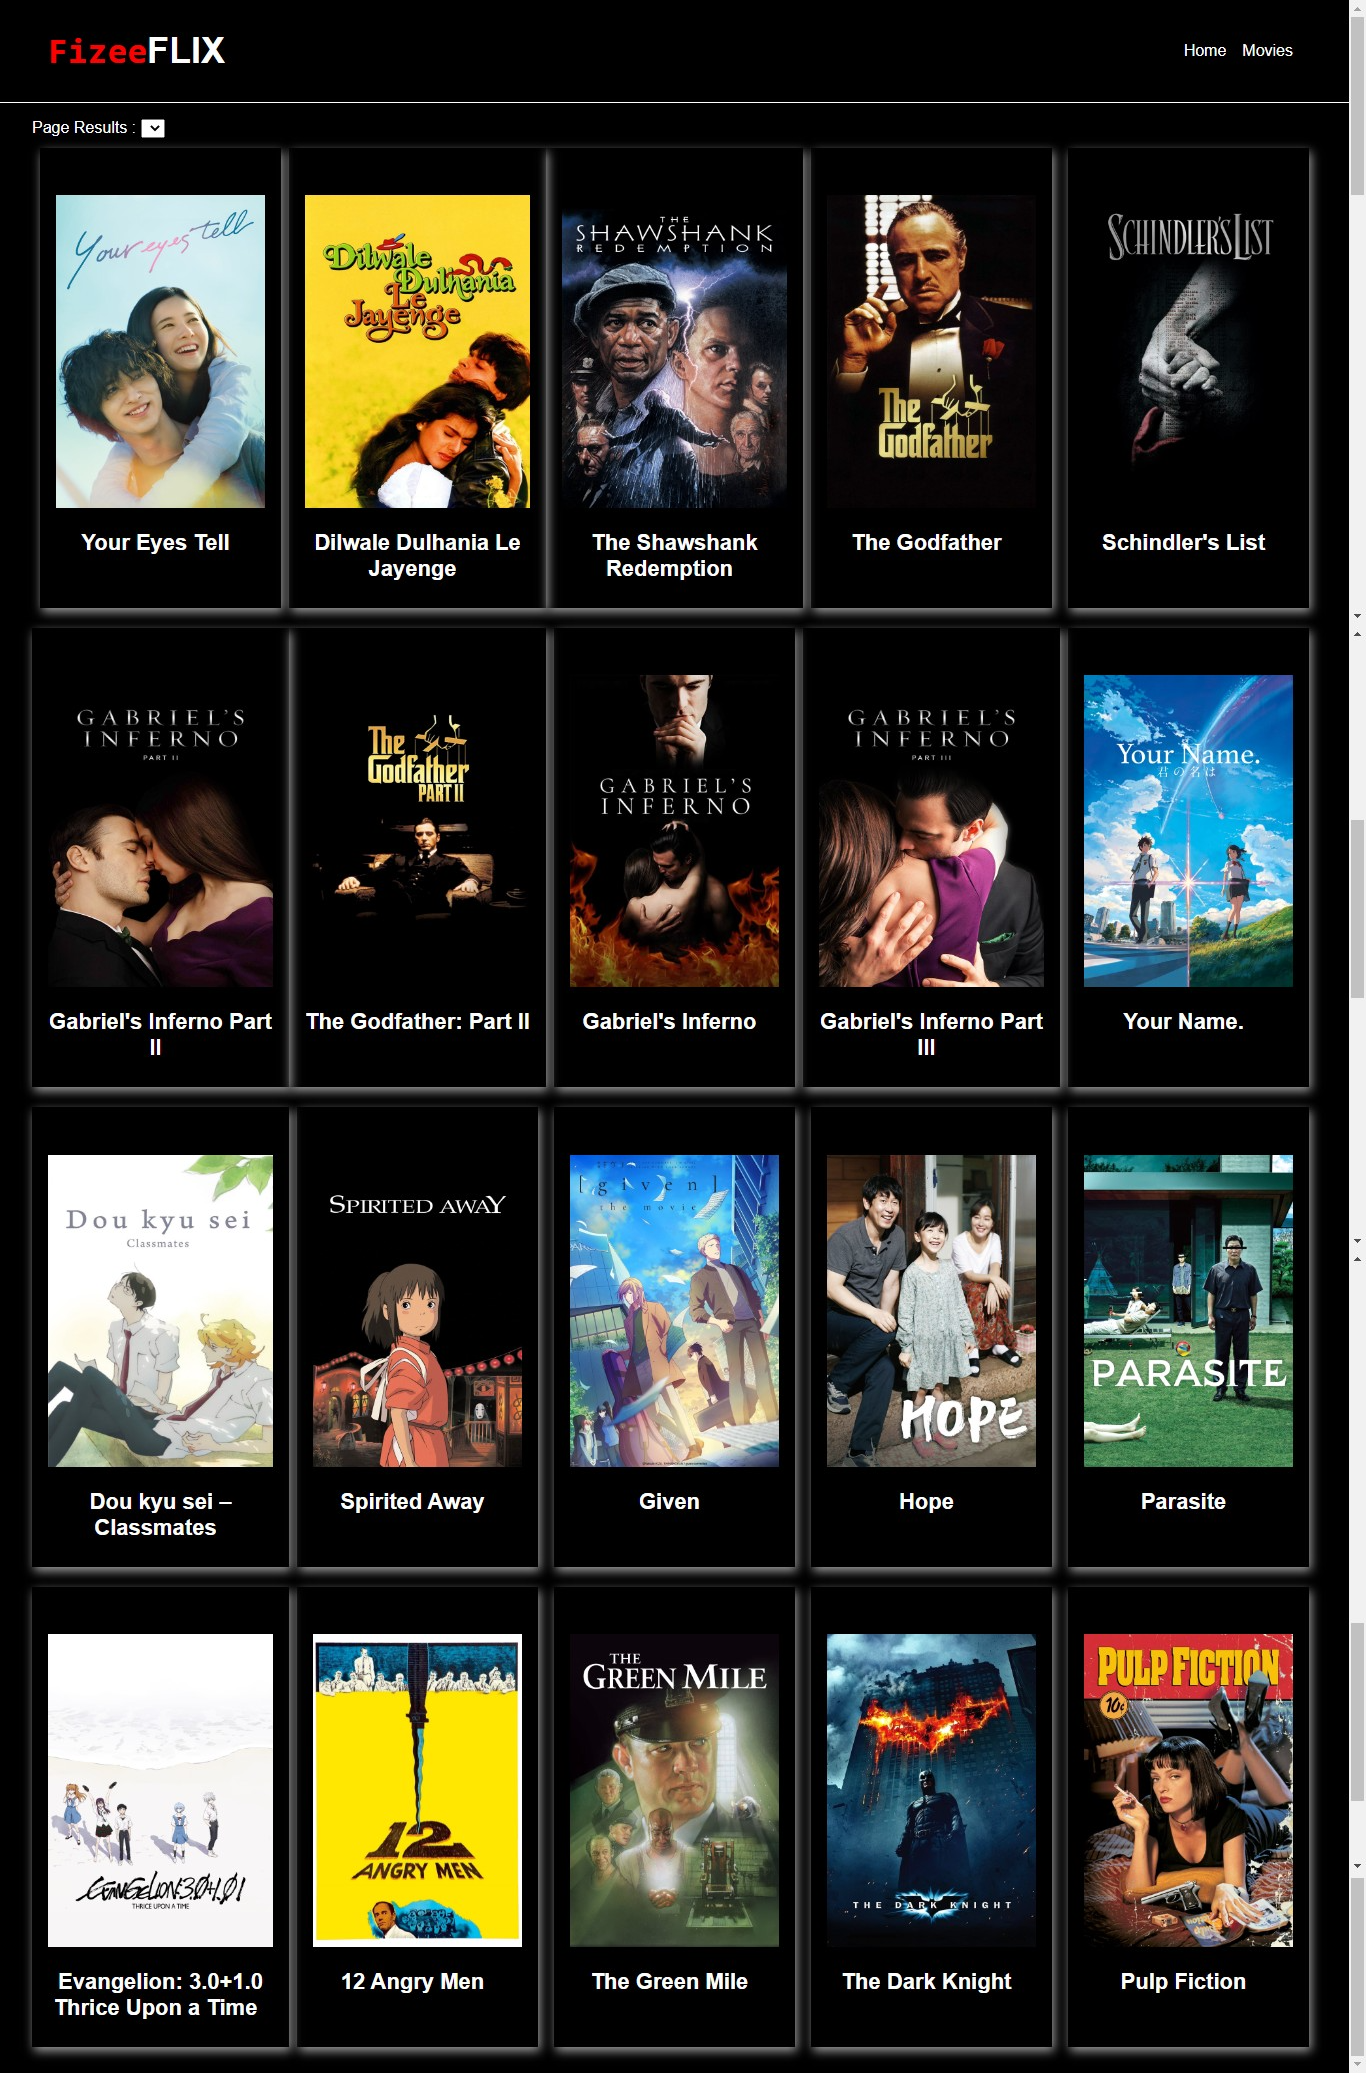 FizeeFLIX
Home Movies
Page Results :
Your eyes tell
Dilwale
Dulhania
Le
Jayenge
THE
SHAWSHANK
REDEMPTION
The
Godfather
SCHINDLER'S LIST
Your Eyes Tell
Dilwale Dulhania Le
Jayenge
The Shawshank
Redemption
The Godfather
Schindler's List
GABRIEL'S
INFERNO
PART II
The
Godfather
PART II
GABRIEL'S
INFERNO
GABRIEL'S
INFERNO
PART III
Your Name.
君の名は
Gabriel's Inferno Part
II
The Godfather: Part II
Gabriel's Inferno
Gabriel's Inferno Part
III
Your Name.
Dou kyu sei
Classmates
SPIRITED AWAY
[given]
the movie
HOPE
PARASITE
Dou kyu sei –
Classmates
Spirited Away
Given
Hope
Parasite
EVANGELION:3.0+1.01
THRICE UPON A TIME
12
ANGRY MEN
THE
GREEN MILE
THE DARK KNIGHT
PULP FICTION
10¢
Evangelion: 3.0+1.0
Thrice Upon a Time
12 Angry Men
The Green Mile
The Dark Knight
Pulp Fiction